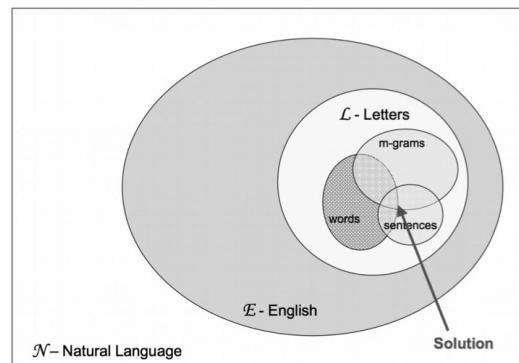 ℒ - Letters
m-grams
words
sentences
ℰ - English
Solution
𝒩 – Natural Language